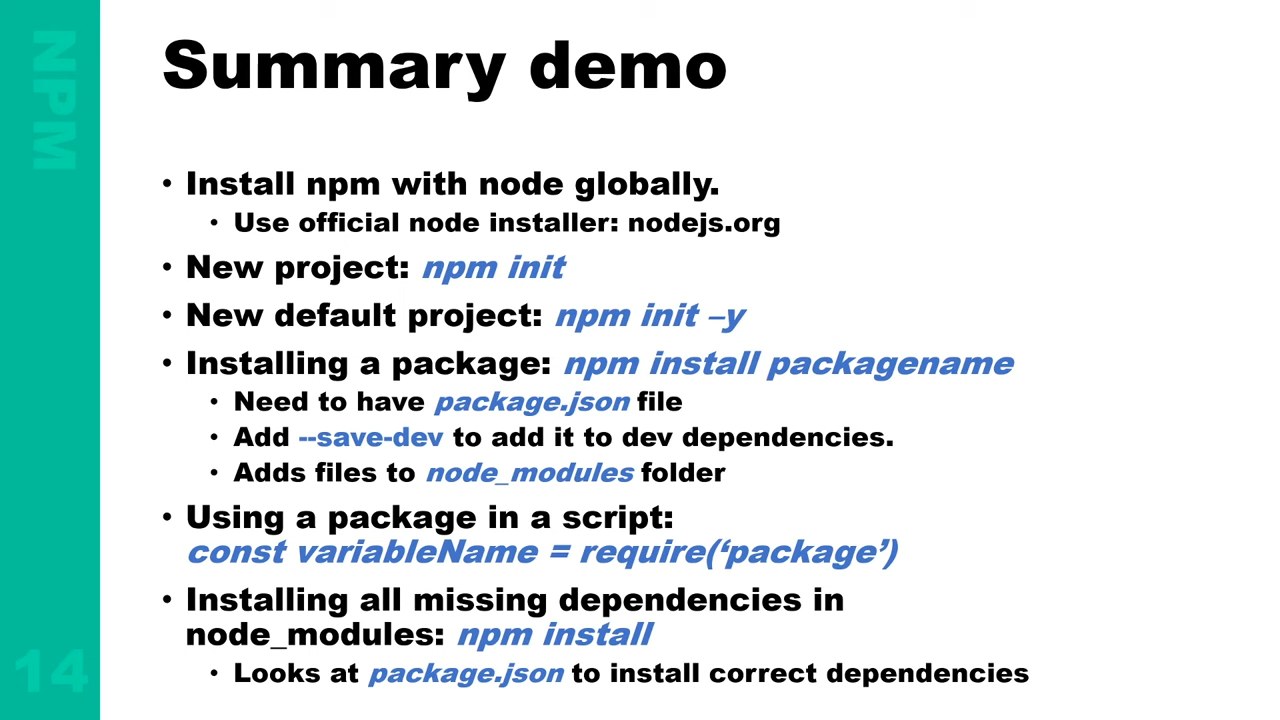 NPM
Summary demo
• Install npm with node globally.
• Use official node installer: nodejs.org
• New project: npm init
• New default project: npm init –y
• Installing a package: npm install packagename
• Need to have package.json file
• Add --save-dev to add it to dev dependencies.
• Adds files to node_modules folder
• Using a package in a script:
const variableName = require(‘package’)
• Installing all missing dependencies in
node_modules: npm install
• Looks at package.json to install correct dependencies
14